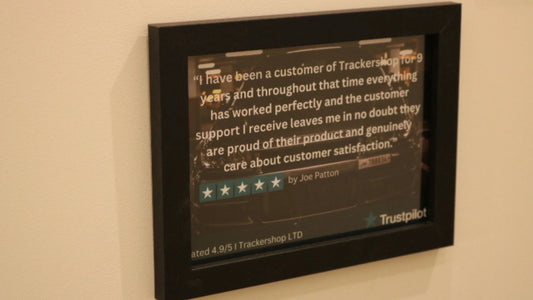 “I have been a customer of Trackershop for 9
years and throughout that time everything
has worked perfectly and the customer
support I receive leaves me in no doubt they
are proud of their product and genuinely
care about customer satisfaction.”
by Joe Patton
Trustpilot
ated 4.9/5 I Trackershop LTD